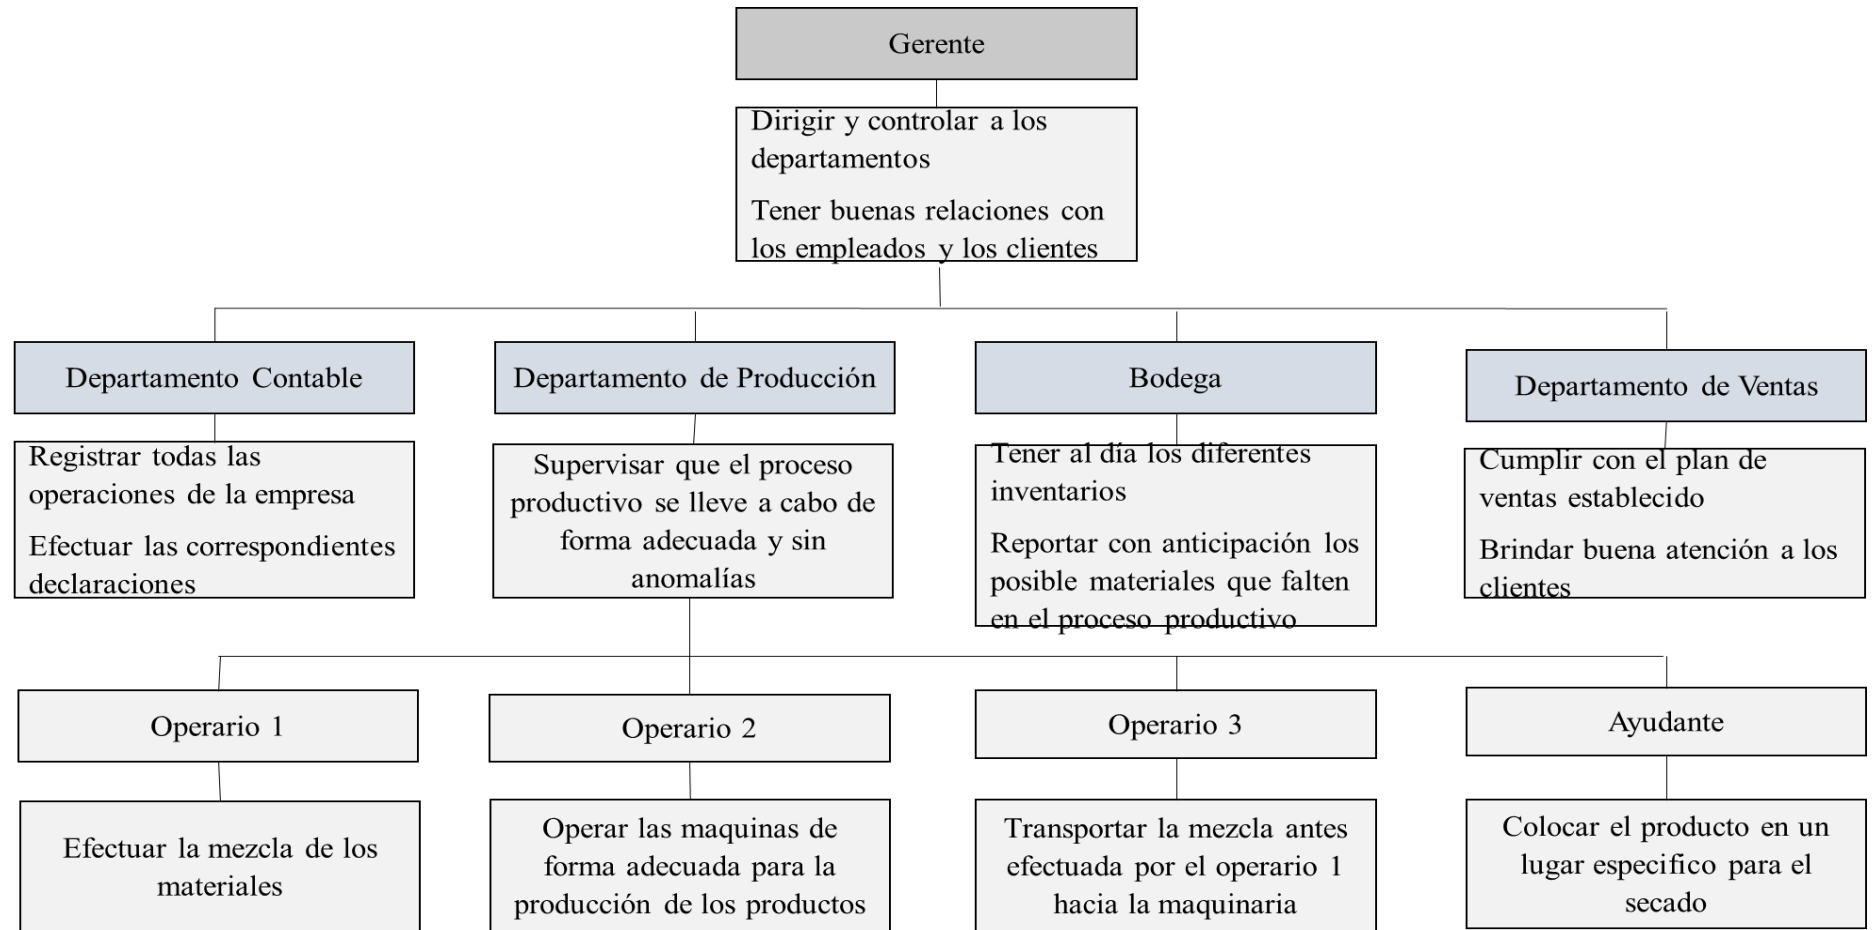 Gerente
Dirigir y controlar a los
departamentos
Tener buenas relaciones con
los empleados y los clientes
Departamento Contable
Registrar todas las
operaciones de la empresa
Efectuar las correspondientes
declaraciones
Departamento de Producción
Supervisar que el proceso
productivo se lleve a cabo de
forma adecuada y sin
anomalías
Bodega
Tener al día los diferentes
inventarios
Reportar con anticipación los
posible materiales que falten
en el proceso productivo
Departamento de Ventas
Cumplir con el plan de
ventas establecido
Brindar buena atención a los
clientes
Operario 1
Efectuar la mezcla de los
materiales
Operario 2
Operar las maquinas de
forma adecuada para la
producción de los productos
Operario 3
Transportar la mezcla antes
efectuada por el operario 1
hacia la maquinaria
Ayudante
Colocar el producto en un
lugar especifico para el
secado